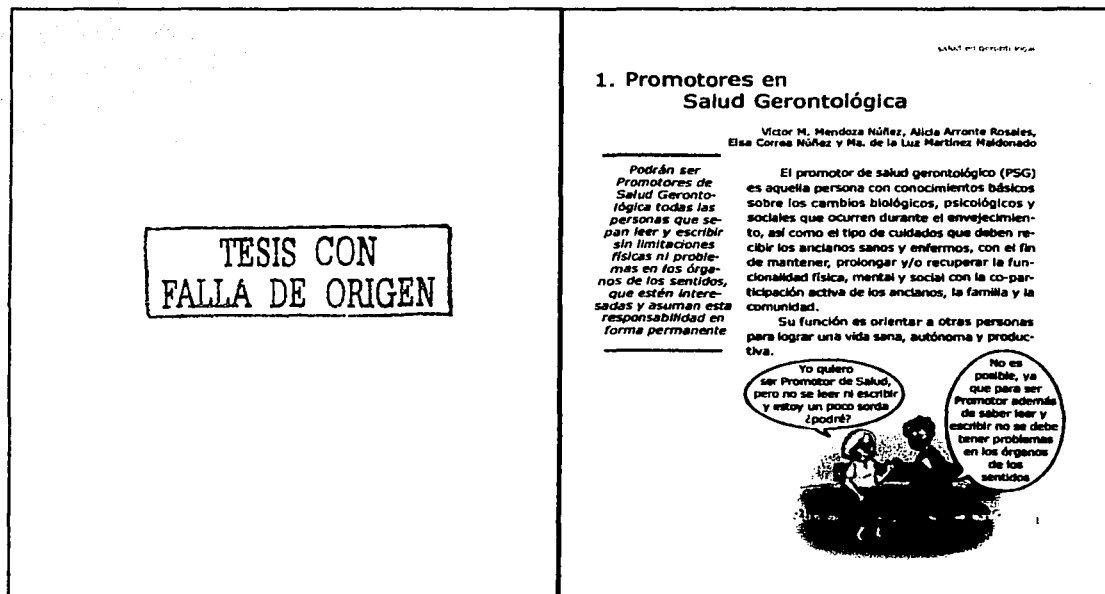 TESIS CON
FALLA DE ORIGEN
1. Promotores en
Salud Gerontológica
Víctor M. Mendoza Núñez, Alicia Arronte Rosales,
Elsa Correa Núñez y Ma. de la Luz Martínez Maldonado
Podrán ser
Promotores de
Salud Geronto-
lógica todas las
personas que se-
pan leer y escribir
sin limitaciones
físicas ni proble-
mas en los órga-
nos de los sentidos,
que estén intere-
sadas y asuman esta
responsabilidad en
forma permanente
El promotor de salud gerontológico (PSG)
es aquella persona con conocimientos básicos
sobre los cambios biológicos, psicológicos y
sociales que ocurren durante el envejecimien-
to, así como el tipo de cuidados que deben re-
cibir los ancianos sanos y enfermos, con el fin
de mantener, prolongar y/o recuperar la fun-
cionalidad física, mental y social con la co-par-
ticipación activa de los ancianos, la familia y la
comunidad.
Su función es orientar a otras personas
para lograr una vida sana, autónoma y produc-
tiva.
Yo quiero
ser Promotor de Salud,
pero no se leer ni escribir
y estoy un poco sorda
¿podré?
No es
posible, ya
que para ser
Promotor además
de saber leer y
escribir no se debe
tener problemas
en los órganos
de los
sentidos
1